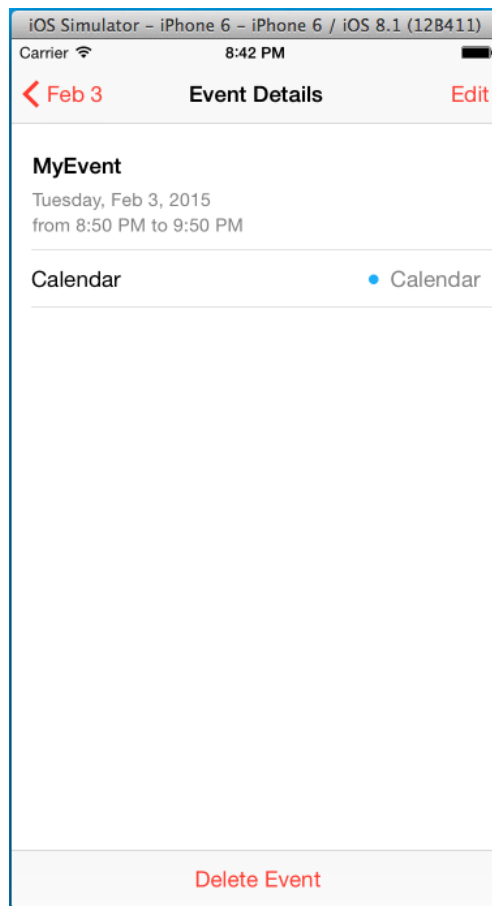 iOS Simulator – iPhone 6 – iPhone 6 / iOS 8.1 (12B411)
Carrier 8:42 PM
Feb 3 Event Details Edit
MyEvent
Tuesday, Feb 3, 2015
from 8:50 PM to 9:50 PM
Calendar Calendar
Delete Event